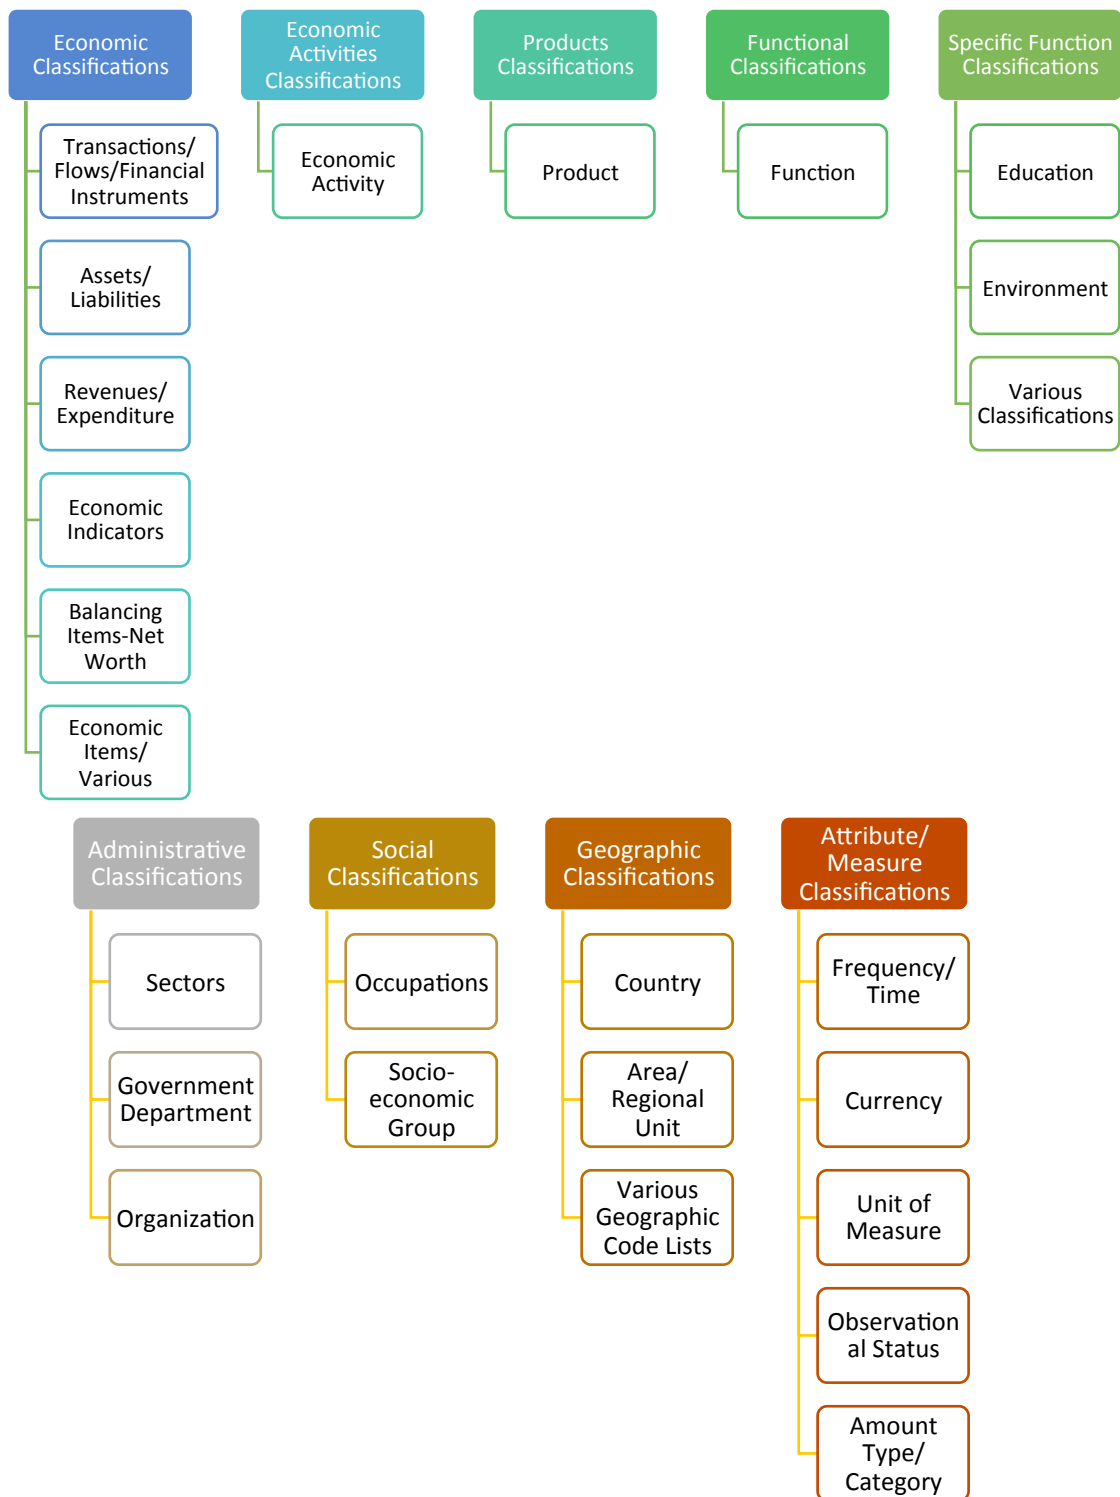 Economic
Classifications
Transactions/
Flows/Financial
Instruments
Assets/
Liabilities
Revenues/
Expenditure
Economic
Indicators
Balancing
Items-Net
Worth
Economic
Items/
Various
Economic
Activities
Classifications
Economic
Activity
Products
Classifications
Product
Functional
Classifications
Function
Specific Function
Classifications
Education
Environment
Various
Classifications
Administrative
Classifications
Sectors
Government
Department
Organization
Social
Classifications
Occupations
Socio-
economic
Group
Geographic
Classifications
Country
Area/
Regional
Unit
Various
Geographic
Code Lists
Attribute/
Measure
Classifications
Frequency/
Time
Currency
Unit of
Measure
Observation
al Status
Amount
Type/
Category